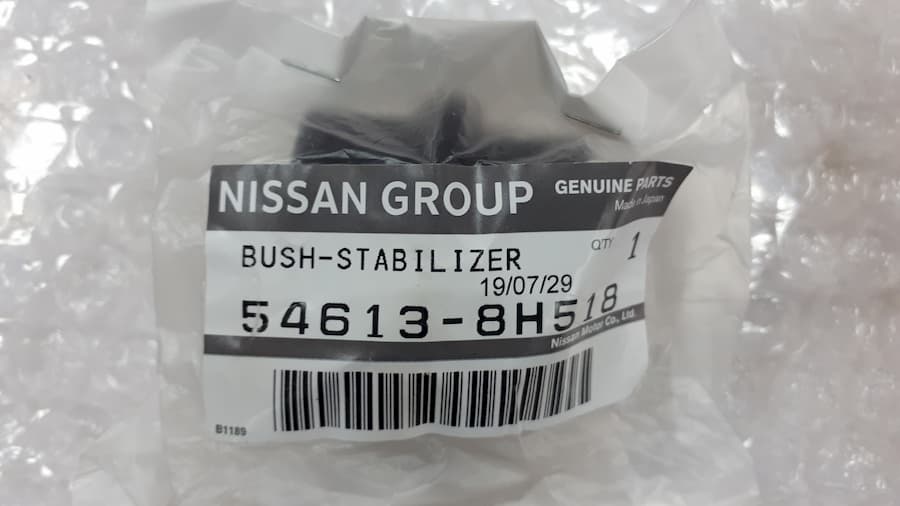 NISSAN GROUP GENUINE PARTS
Made in Japan
BUSH-STABILIZER QTY 1
19/07/29
54613-8H518
Nissan Motor Co., Ltd.
B1189